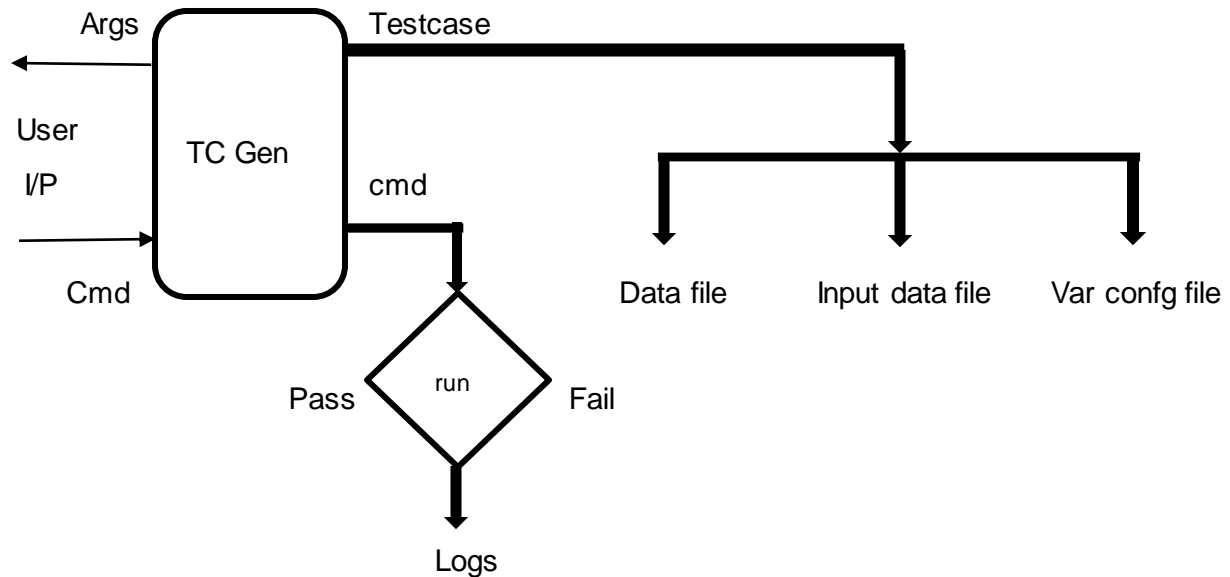 Args
Testcase
User
I/P
TC Gen
cmd
Cmd
Data file
Input data file
Var confg file
Pass
run
Fail
Logs